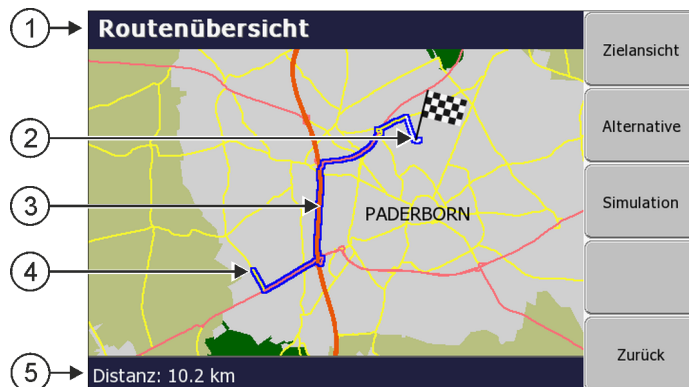 1
Routenübersicht
Zielansicht
2
Alternative
3
PADERBORN
Simulation
4
5
Distanz: 10.2 km
Zurück